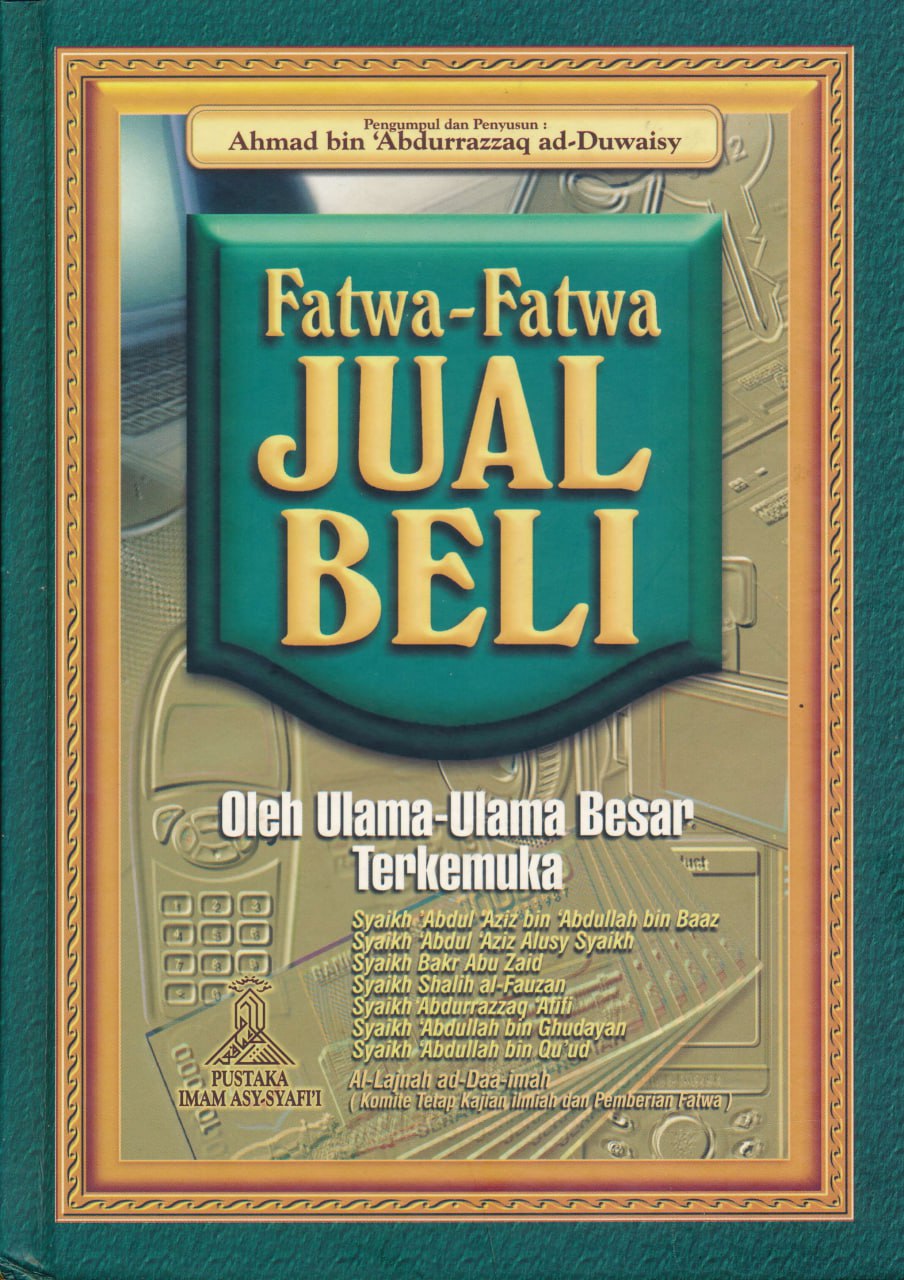 Pengumpul dan Penyusun :
Ahmad bin ‘Abdurrazzaq ad-Duwaisy
Fatwa-Fatwa
JUAL
BELI
Oleh Ulama-Ulama Besar
Terkemuka
Syaikh ‘Abdul ‘Aziz bin ‘Abdullah bin Baaz
Syaikh ‘Abdul ‘Aziz Alusy Syaikh
Syaikh Bakr Abu Zaid
Syaikh Shalih al-Fauzan
Syaikh ‘Abdurrazzaq ‘Afifi
Syaikh ‘Abdullah bin Ghudayan
Syaikh ‘Abdullah bin Qu’ud
Al-Lajnah ad-Daa-imah
( Komite Tetap Kajian ilmiah dan Pemberian Fatwa )
PUSTAKA
IMAM ASY-SYAFI'I